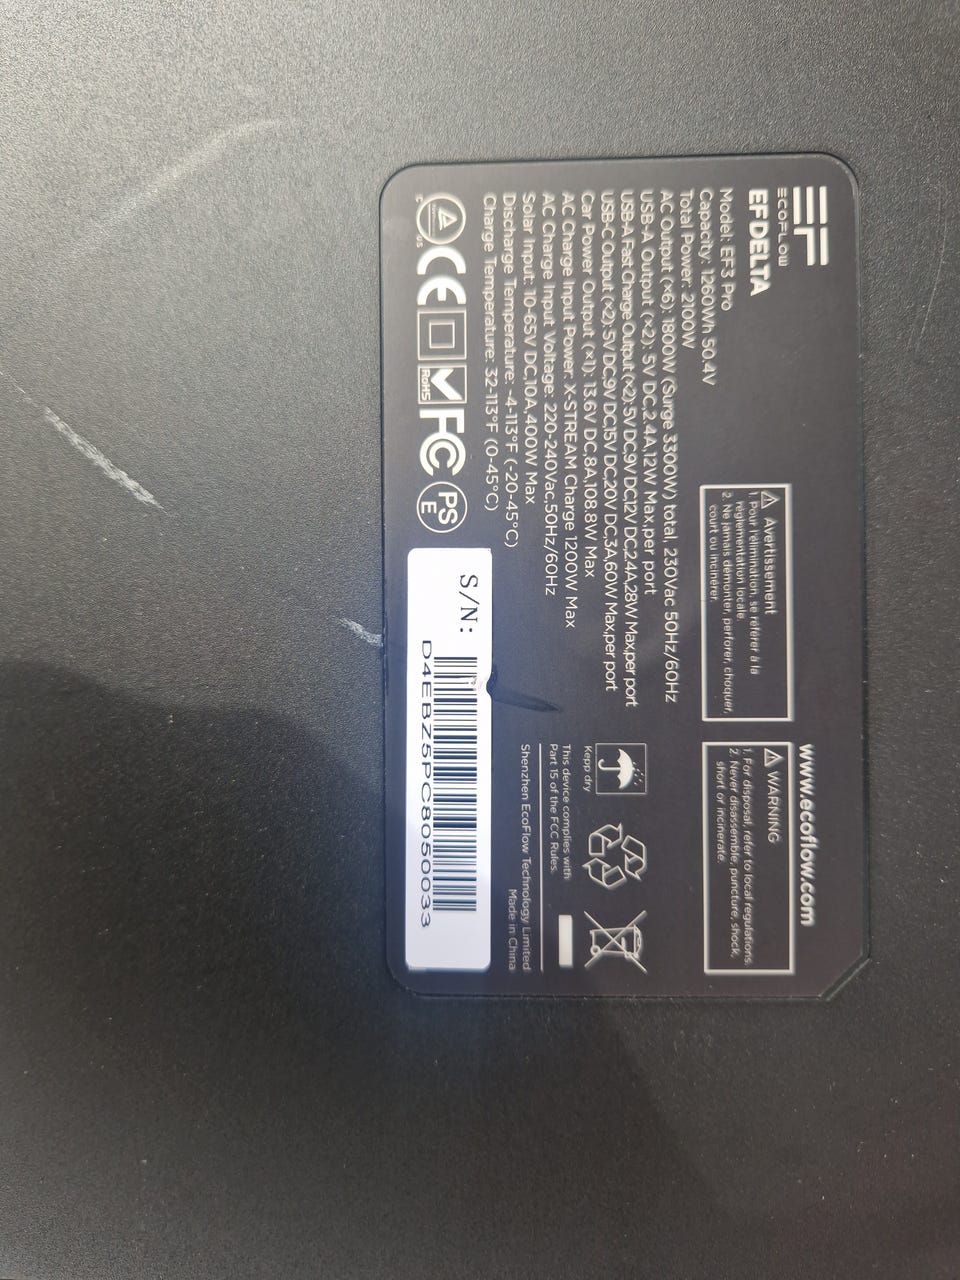 EF
ECOFLOW
EFDELTA
Model: EF3 Pro
Capacity: 1260Wh 50.4V
Total Power: 2100W
AC Output (×6): 1800W (Surge 3300W) total, 230Vac 50Hz/60Hz
USB-A Output (×2): 5V DC,2.4A,12W Max,per port
USB-A Fast Charge Output (×2):5V DC,9V DC,12V DC,2.4A,28W Max,per port
USB-C Output (×2):5V DC,9V DC,15V DC,20V DC,3A,60W Max,per port
Car Power Output (×1): 13.6V DC,8A,108.8W Max
AC Charge Input Power: X-STREAM Charge 1200W Max
AC Charge Input Voltage: 220-240Vac,50Hz/60Hz
Solar Input: 10-65V DC,10A,400W Max
Discharge Temperature: -4-113°F (-20-45°C)
Charge Temperature: 32-113°F (0-45°C)
C US
CE
RoHS
FC
PS
E
Avertissement
1. Pour l'élimination, se référer à la
réglementation locale.
2. Ne jamais démonter, perforer, choquer,
court ou incinérer.
www.ecoflow.com
WARNING
1. For disposal, refer to local regulations.
2. Never disassemble, puncture, shock,
short or incinerate.
Kepp dry
This device complies with
Part 15 of the FCC Rules.
Shenzhen EcoFlow Technology Limited
Made in China
S/N:
D4EBZ5PC8050033